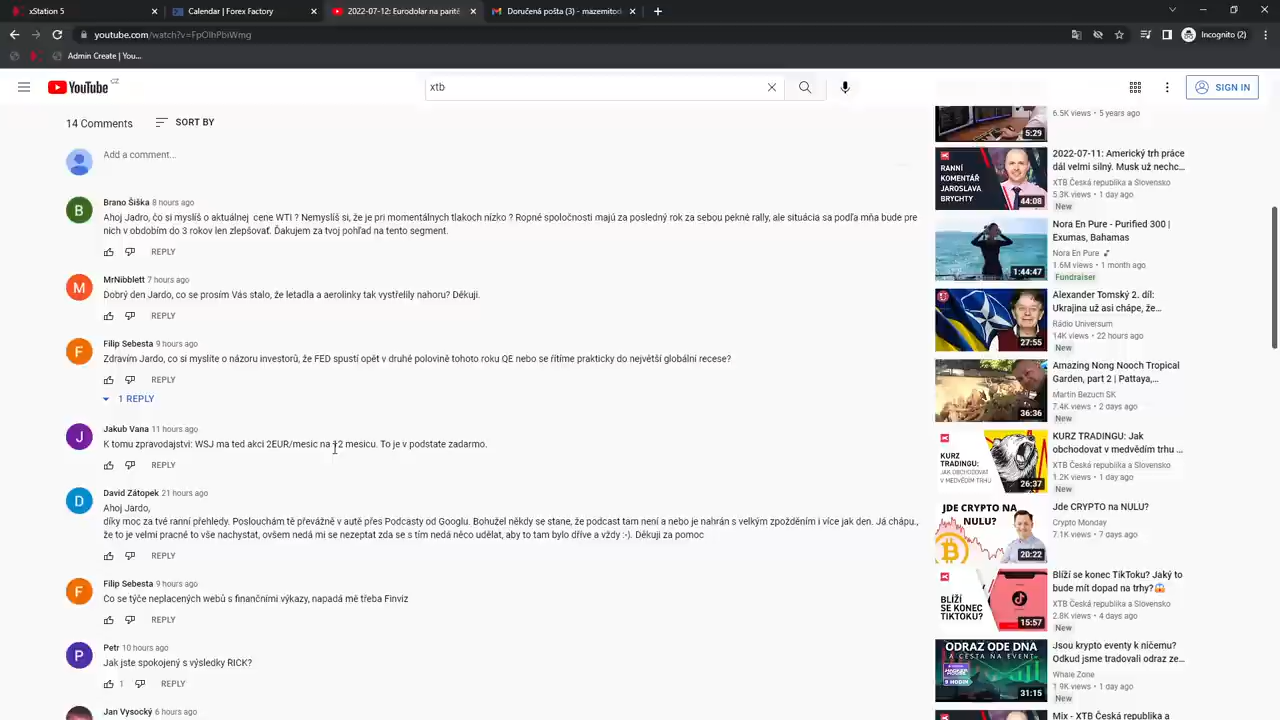 xStation 5
Calendar | Forex Factory
2022-07-12: Eurodolar na paritě
Doručená pošta (3) - mazemitod
youtube.com/watch?v=FpOlhPbiWmg
Incognito (2)
Admin Create | You...
YouTube CZ
xtb
SIGN IN
14 Comments
SORT BY
Add a comment...
B
Brano Šiška 8 hours ago
Ahoj Jadro, čo si myslíš o aktuálnej cene WTI ? Nemyslíš si, že je pri momentálnych tlakoch nízko ? Ropné spoločnosti majú za posledný rok za sebou pekné rally, ale situácia sa podľa mňa bude pre
nich v obdobím do 3 rokov len zlepšovať. Ďakujem za tvoj pohľad na tento segment.
REPLY
M
MrNibblett 7 hours ago
Dobrý den Jardo, co se prosím Vás stalo, že letadla a aerolinky tak vystřelily nahoru? Děkuji.
REPLY
F
Filip Sebesta 9 hours ago
Zdravím Jardo, co si myslíte o názoru investorů, že FED spustí opět v druhé polovině tohoto roku QE nebo se řítíme prakticky do největší globální recese?
REPLY
1 REPLY
J
Jakub Vana 11 hours ago
K tomu zpravodajstvi: WSJ ma ted akci 2EUR/mesic na 12 mesicu. To je v podstate zadarmo.
REPLY
D
David Zátopek 21 hours ago
Ahoj Jardo,
díky moc za tvé ranní přehledy. Poslouchám tě převážně v autě přes Podcasty od Googlu. Bohužel někdy se stane, že podcast tam není a nebo je nahrán s velkým zpožděním i více jak den. Já chápu.,
že to je velmi pracné to vše nachystat, ovšem nedá mi se nezeptat zda se s tím nedá něco udělat, aby to tam bylo dříve a vždy :-). Děkuji za pomoc
REPLY
F
Filip Sebesta 9 hours ago
Co se týče neplacených webů s finančními výkazy, napadá mě třeba Finviz
REPLY
P
Petr 10 hours ago
Jak jste spokojený s výsledky RICK?
1
REPLY
Jan Vysocký 6 hours ago
5:29
6.5K views • 5 years ago
RANNÍ
KOMENTÁŘ
JAROSLAVA
BRYCHTY
44:08
2022-07-11: Americký trh práce
dál velmi silný. Musk už nechc...
XTB Česká republika a Slovensko
5.3K views • 1 day ago
New
1:44:47
Nora En Pure - Purified 300 |
Exumas, Bahamas
Nora En Pure
1.6M views • 1 month ago
Fundraiser
27:55
Alexander Tomský 2. díl:
Ukrajina už asi chápe, že...
Rádio Universum
14K views • 22 hours ago
New
36:36
Amazing Nong Nooch Tropical
Garden, part 2 | Pattaya,...
Martin Bezuch SK
7.4K views • 2 days ago
New
KURZ
TRADINGU:
JAK OBCHODOVAT
V MEDVĚDÍM TRHU
26:37
KURZ TRADINGU: Jak
obchodovat v medvědím trhu ...
XTB Česká republika a Slovensko
1.2K views • 1 day ago
New
JDE CRYPTO na
NULU?
20:22
Jde CRYPTO na NULU?
Crypto Monday
7.1K views • 7 days ago
BLÍŽÍ
SE KONEC
TIKTOKU?
15:57
Blíží se konec TikToku? Jaký to
bude mít dopad na trhy?
XTB Česká republika a Slovensko
2.8K views • 4 days ago
New
ODRAZ ODE DNA
A CESTA NA EVENT
31:15
Jsou krypto eventy k ničemu?
Odkud jsme tradovali odraz ze...
Whale Zone
1.9K views • 1 day ago
New
Mix - XTB Česká republika a